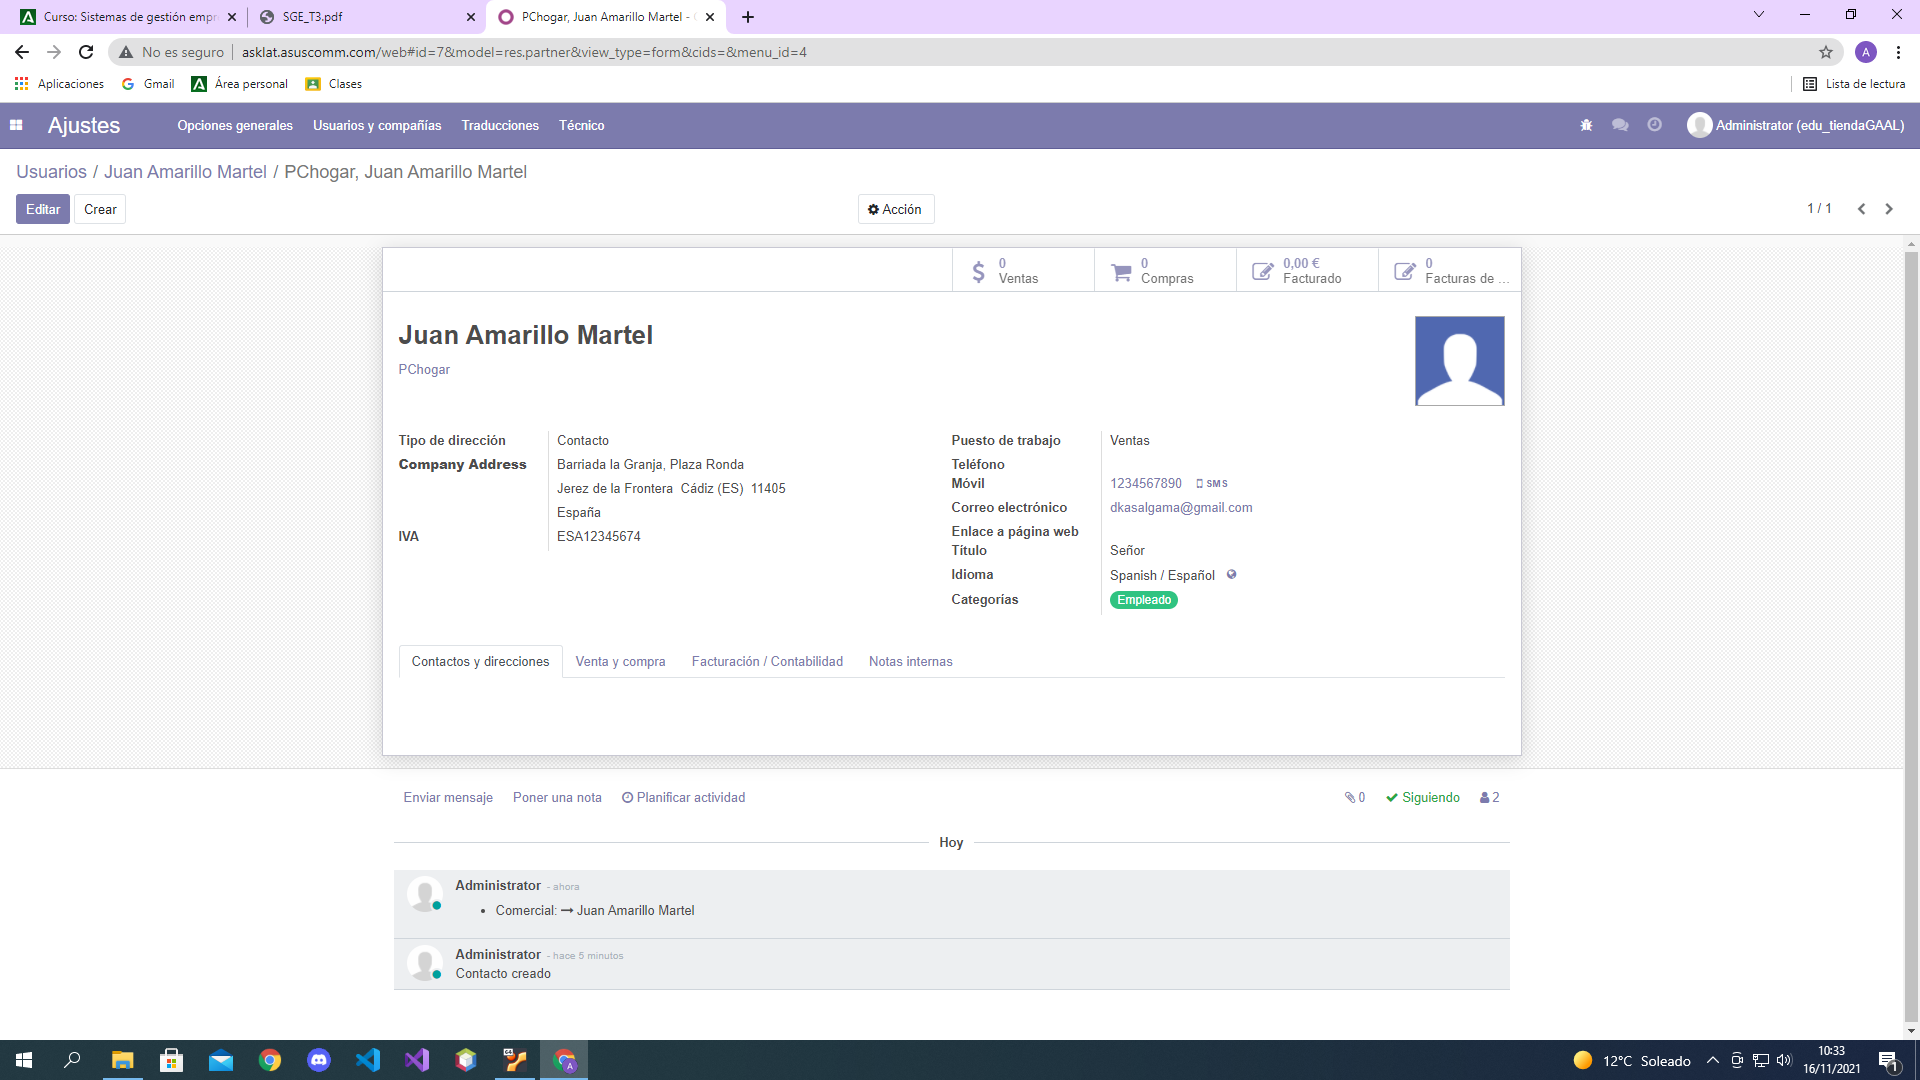 Curso: Sistemas de gestión empr
SGE_T3.pdf
PChogar, Juan Amarillo Martel -
No es seguro
asklat.asuscomm.com/web#id=7&model=res.partner&view_type=form&cids=&menu_id=4
A
Aplicaciones
Gmail
Área personal
Clases
Lista de lectura
Ajustes
Opciones generales
Usuarios y compañías
Traducciones
Técnico
Administrator (edu_tiendaGAAL)
Usuarios / Juan Amarillo Martel / PChogar, Juan Amarillo Martel
Editar
Crear
Acción
1 / 1
0
Ventas
0
Compras
0,00 €
Facturado
0
Facturas de ...
Juan Amarillo Martel
PChogar
Tipo de dirección
Contacto
Company Address
Barriada la Granja, Plaza Ronda
Jerez de la Frontera Cádiz (ES) 11405
España
IVA
ESA12345674
Puesto de trabajo
Ventas
Teléfono
Móvil
1234567890 SMS
Correo electrónico
dkasalgama@gmail.com
Enlace a página web
Título
Señor
Idioma
Spanish / Español
Categorías
Empleado
Contactos y direcciones
Venta y compra
Facturación / Contabilidad
Notas internas
Enviar mensaje
Poner una nota
Planificar actividad
0
Siguiendo
2
Hoy
Administrator - ahora
• Comercial: → Juan Amarillo Martel
Administrator - hace 5 minutos
Contacto creado
12°C Soleado
10:33
16/11/2021
1